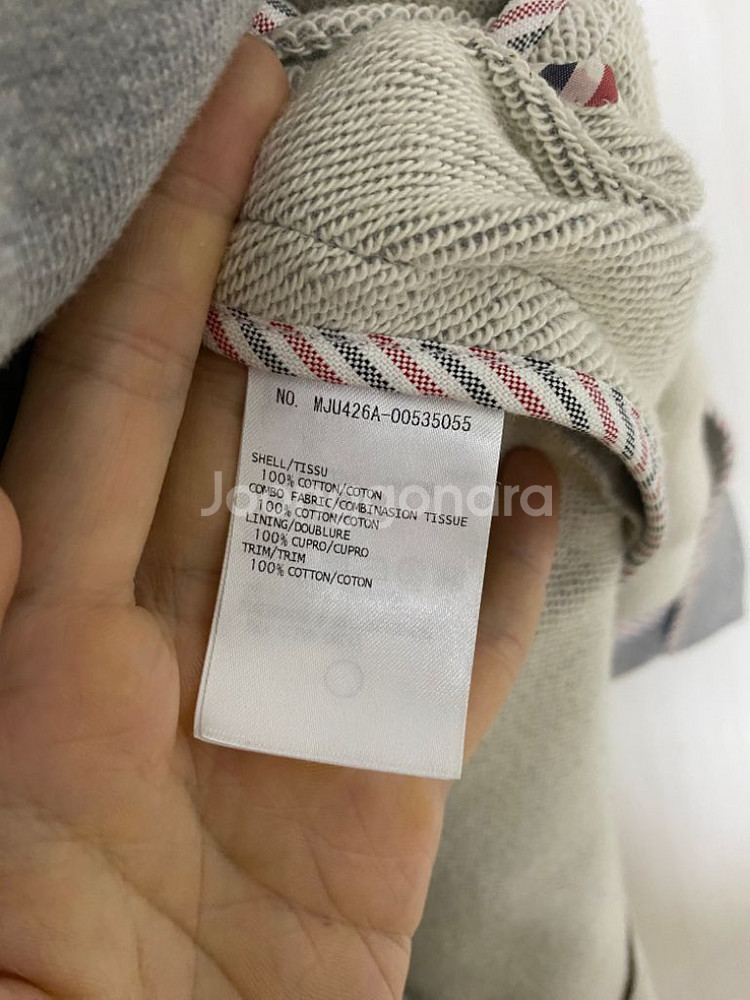 NO. MJU426A-00535055
SHELL/TISSU
100% COTTON/COTON
COMBO FABRIC/COMBINASION TISSUE
100% COTTON/COTON
LINING/DOUBLURE
100% CUPRO/CUPRO
TRIM/TRIM
100% COTTON/COTON
Joonggonara